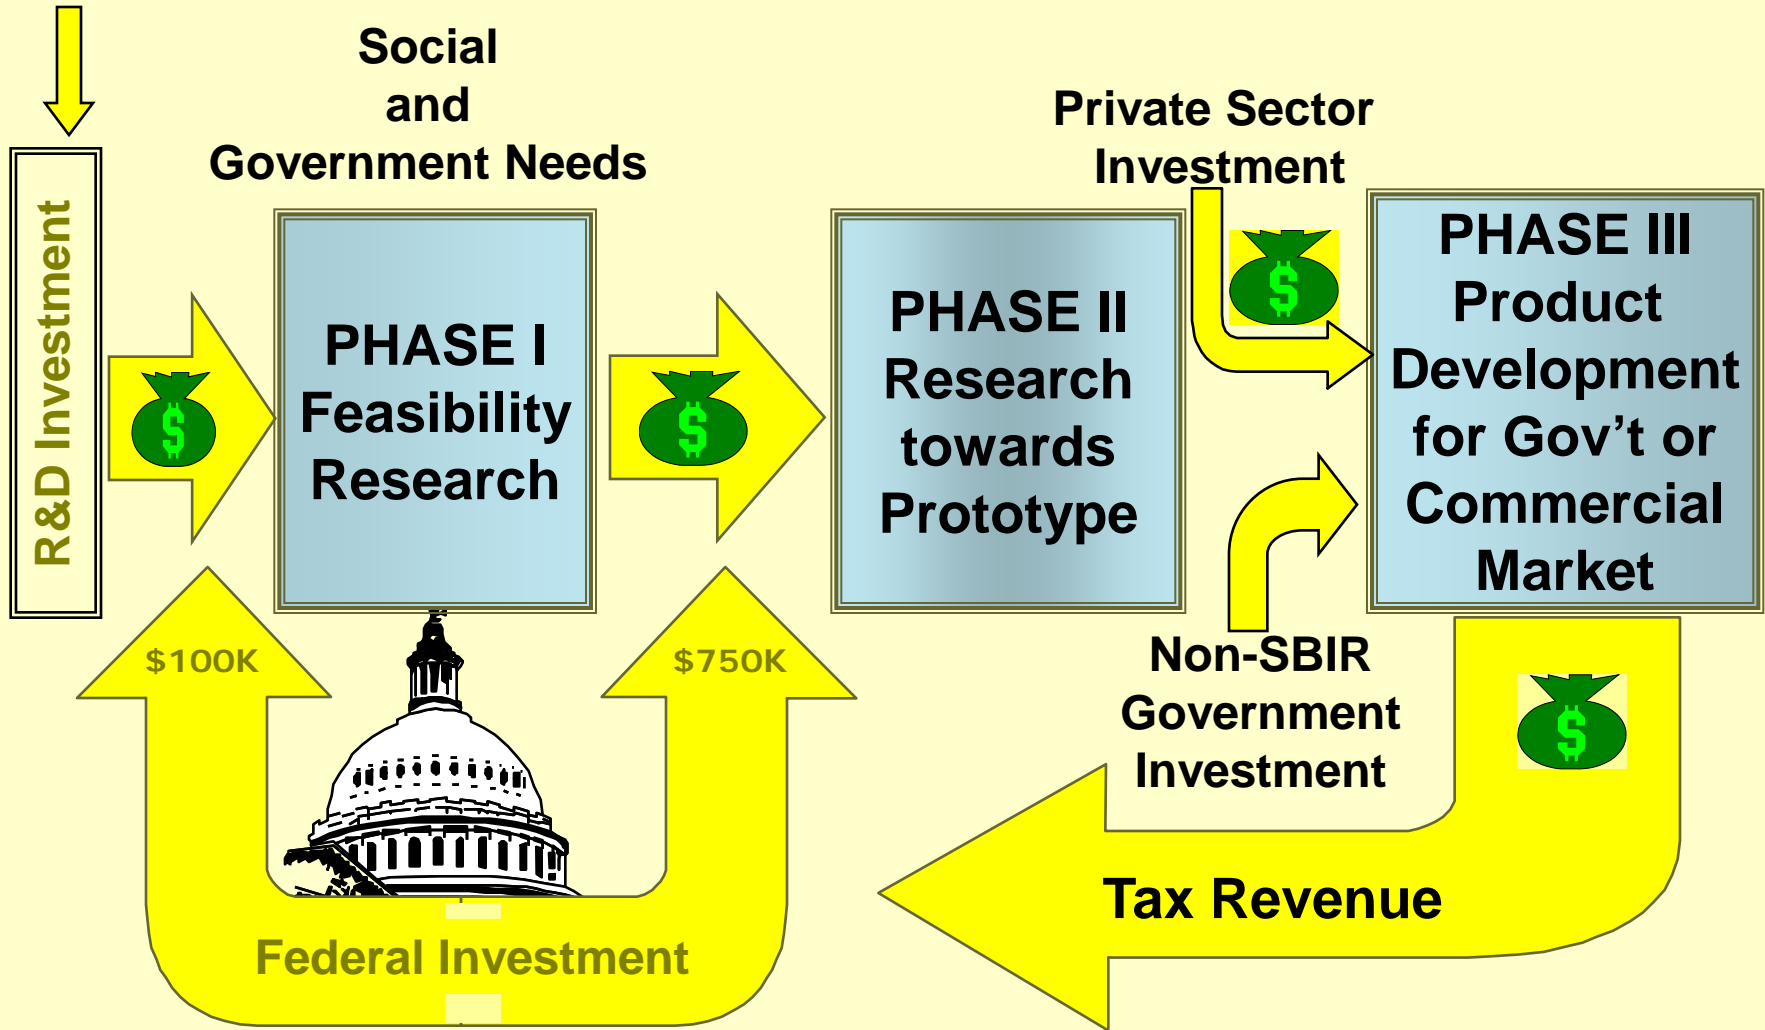 Social
and
Government Needs
Private Sector
Investment
R&D Investment
PHASE I
Feasibility
Research
PHASE II
Research
towards
Prototype
PHASE III
Product
Development
for Gov't or
Commercial
Market
$
$
$
$100K
$750K
Non-SBIR
Government
Investment
$
Tax Revenue
Federal Investment